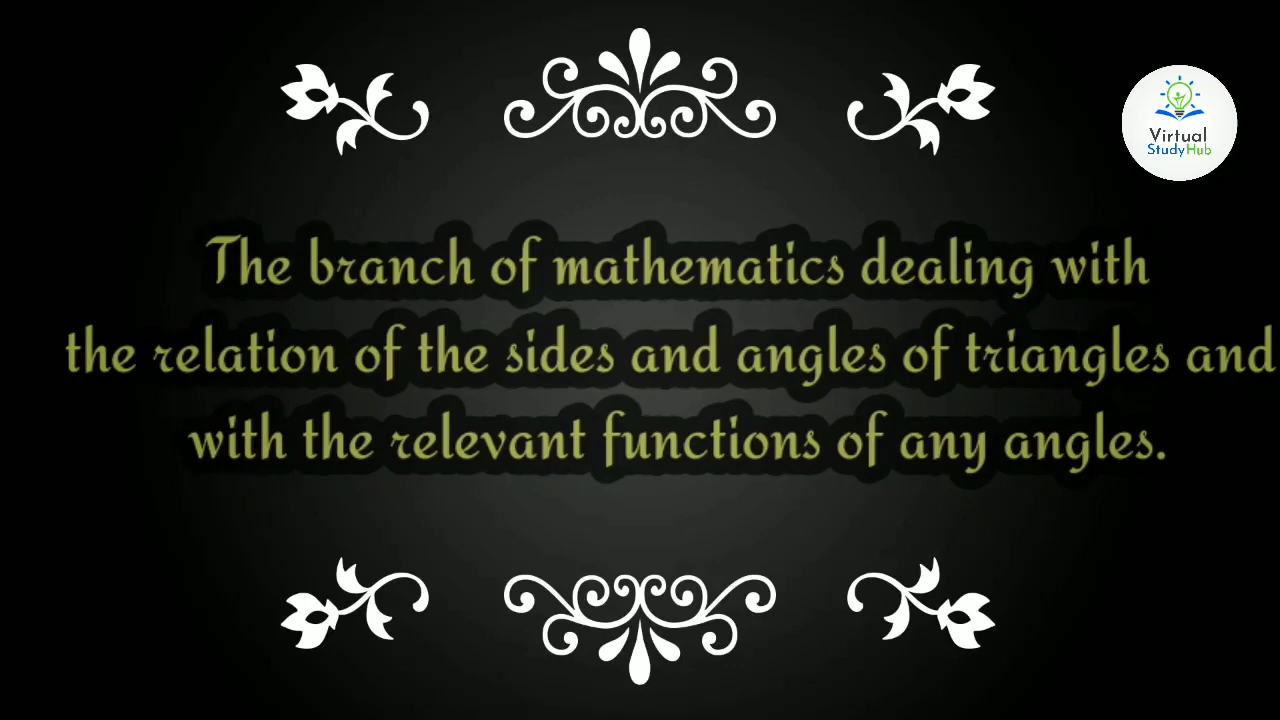 Virtual
StudyHub
The branch of mathematics dealing with
the relation of the sides and angles of triangles and
with the relevant functions of any angles.